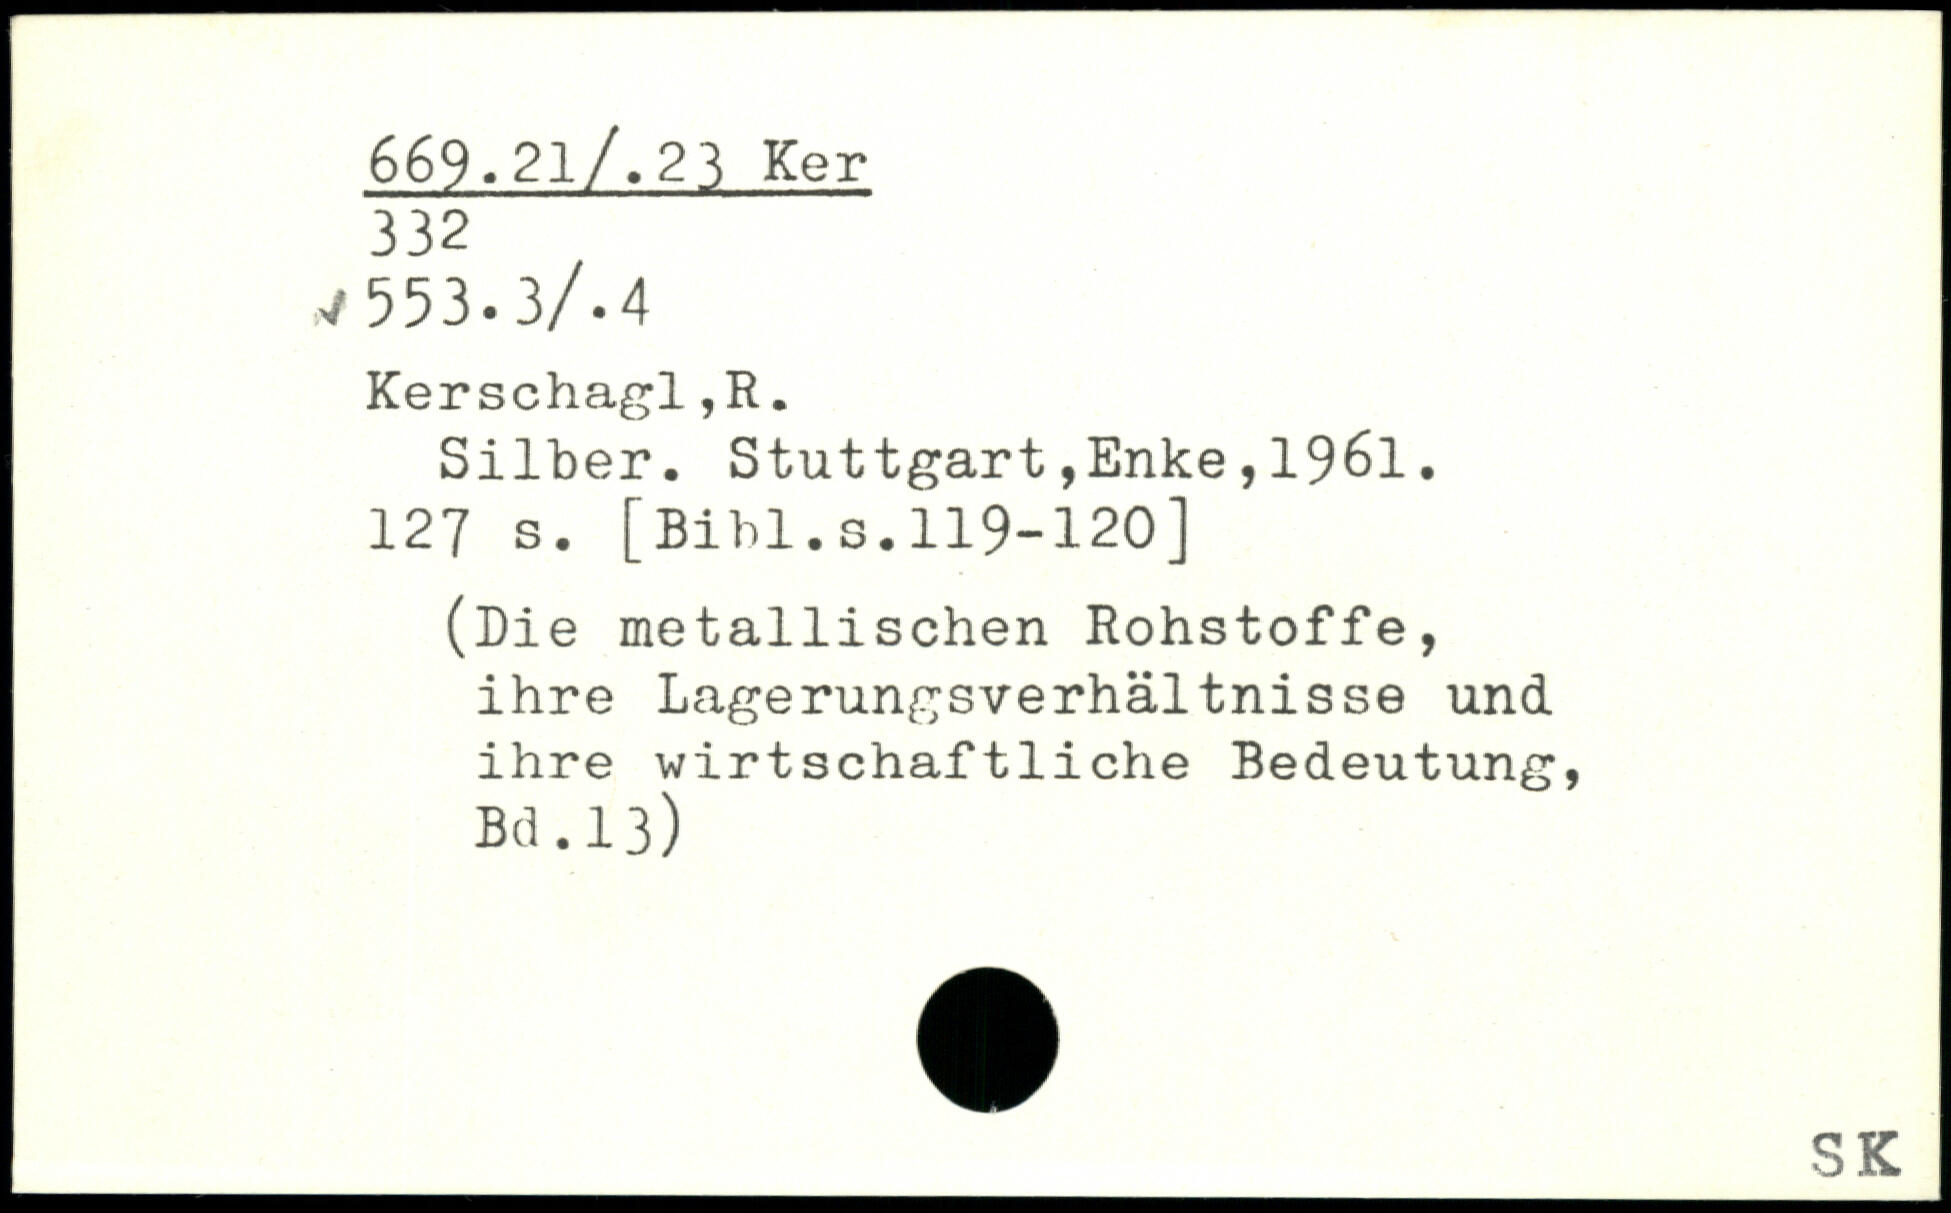 669.21/.23 Ker
332
✓ 553.3/.4
Kerschagl,R.
Silber. Stuttgart,Enke,1961.
127 s. [Bibl.s.119-120]
(Die metallischen Rohstoffe,
ihre Lagerungsverhältnisse und
ihre wirtschaftliche Bedeutung,
Bd.13)
SK